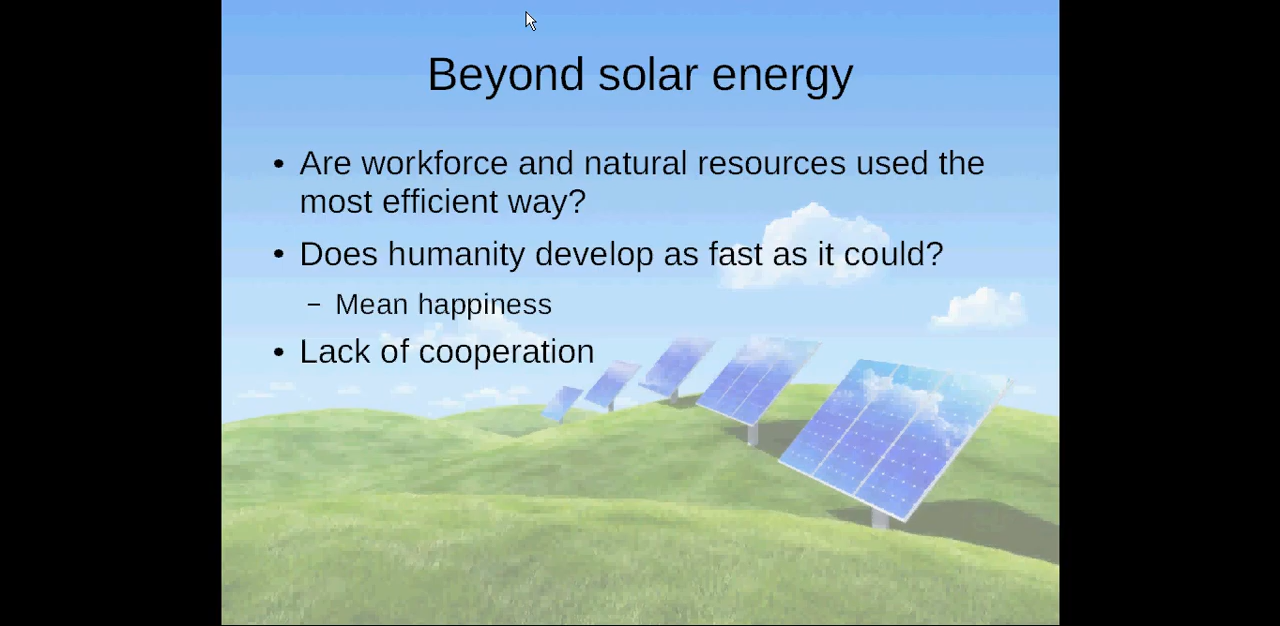 Beyond solar energy
• Are workforce and natural resources used the
most efficient way?
• Does humanity develop as fast as it could?
– Mean happiness
• Lack of cooperation